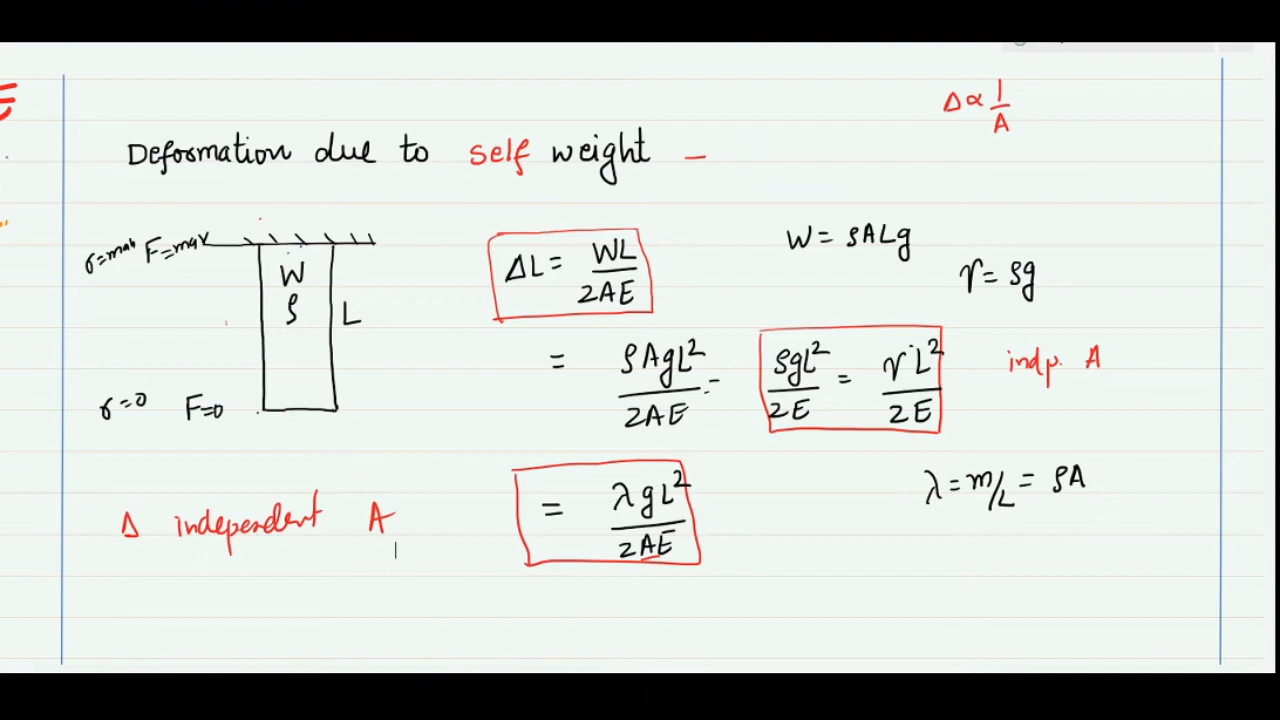 Δ ∝ 1/A
Deformation due to self weight –
σ=max F=max
W
ρ
L
σ=0 F=0
ΔL = WL/2AE
W = ρALg
γ = ρg
= ρAgL²/2AE = ρgL²/2E = γL²/2E
indp. A
= λgL²/2AE
λ = m/L = ρA
Δ independent A